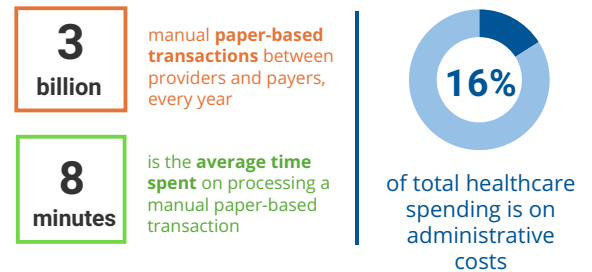 3
billion
manual paper-based
transactions between
providers and payers,
every year
8
minutes
is the average time
spent on processing a
manual paper-based
transaction
16%
of total healthcare
spending is on
administrative
costs